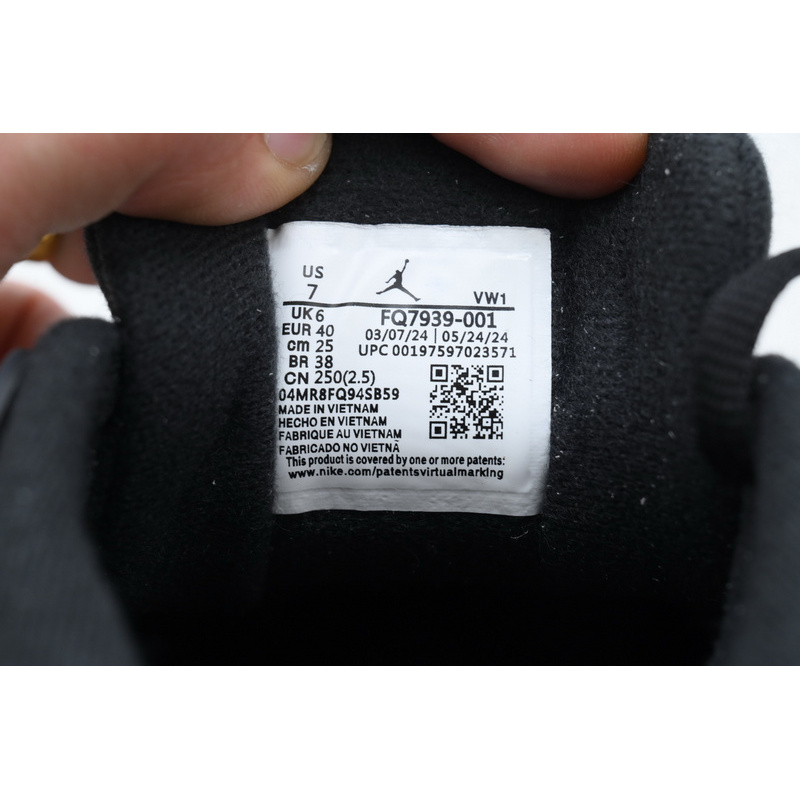 US
7
VW1
UK 6
EUR 40
cm 25
BR 38
CN 250(2.5)
FQ7939-001
03/07/24 | 05/24/24
UPC 00197597023571
04MR8FQ94SB59
MADE IN VIETNAM
HECHO EN VIETNAM
FABRIQUE AU VIETNAM
FABRICADO NO VIETNÃ
This product is covered by one or more patents:
www.nike.com/patentsvirtualmarking